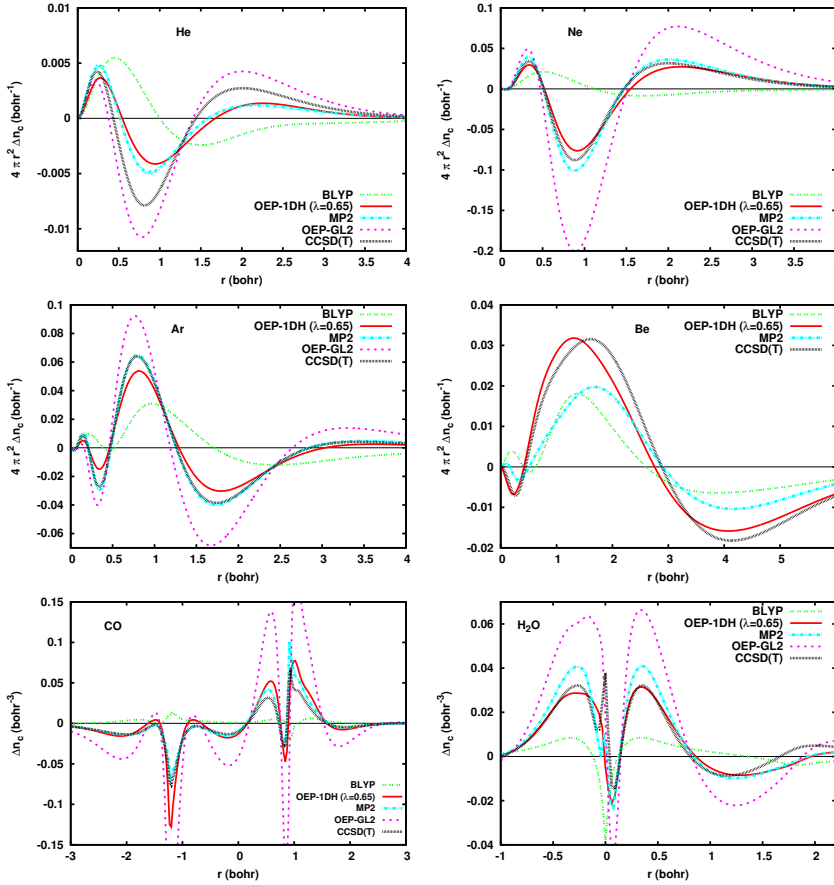 He
4 π r² Δn_c (bohr⁻¹)
0.01
0.005
0
-0.005
-0.01
BLYP
OEP-1DH (λ=0.65)
MP2
OEP-GL2
CCSD(T)
0 0.5 1 1.5 2 2.5 3 3.5 4
r (bohr)
Ne
4 π r² Δn_c (bohr⁻¹)
0.1
0.05
0
-0.05
-0.1
-0.15
-0.2
BLYP
OEP-1DH (λ=0.65)
MP2
OEP-GL2
CCSD(T)
0 0.5 1 1.5 2 2.5 3 3.5
r (bohr)
Ar
4 π r² Δn_c (bohr⁻¹)
0.1
0.08
0.06
0.04
0.02
0
-0.02
-0.04
-0.06
BLYP
OEP-1DH (λ=0.65)
MP2
OEP-GL2
CCSD(T)
0 0.5 1 1.5 2 2.5 3 3.5 4
r (bohr)
Be
4 π r² Δn_c (bohr⁻¹)
0.04
0.03
0.02
0.01
0
-0.01
-0.02
BLYP
OEP-1DH (λ=0.65)
MP2
CCSD(T)
0 1 2 3 4 5
r (bohr)
CO
Δn_c (bohr⁻³)
0.15
0.1
0.05
0
-0.05
-0.1
-0.15
BLYP
OEP-1DH (λ=0.65)
MP2
OEP-GL2
CCSD(T)
-3 -2 -1 0 1 2 3
r (bohr)
H₂O
Δn_c (bohr⁻³)
0.06
0.04
0.02
0
-0.02
-0.04
BLYP
OEP-1DH (λ=0.65)
MP2
OEP-GL2
CCSD(T)
-1 -0.5 0 0.5 1 1.5 2
r (bohr)